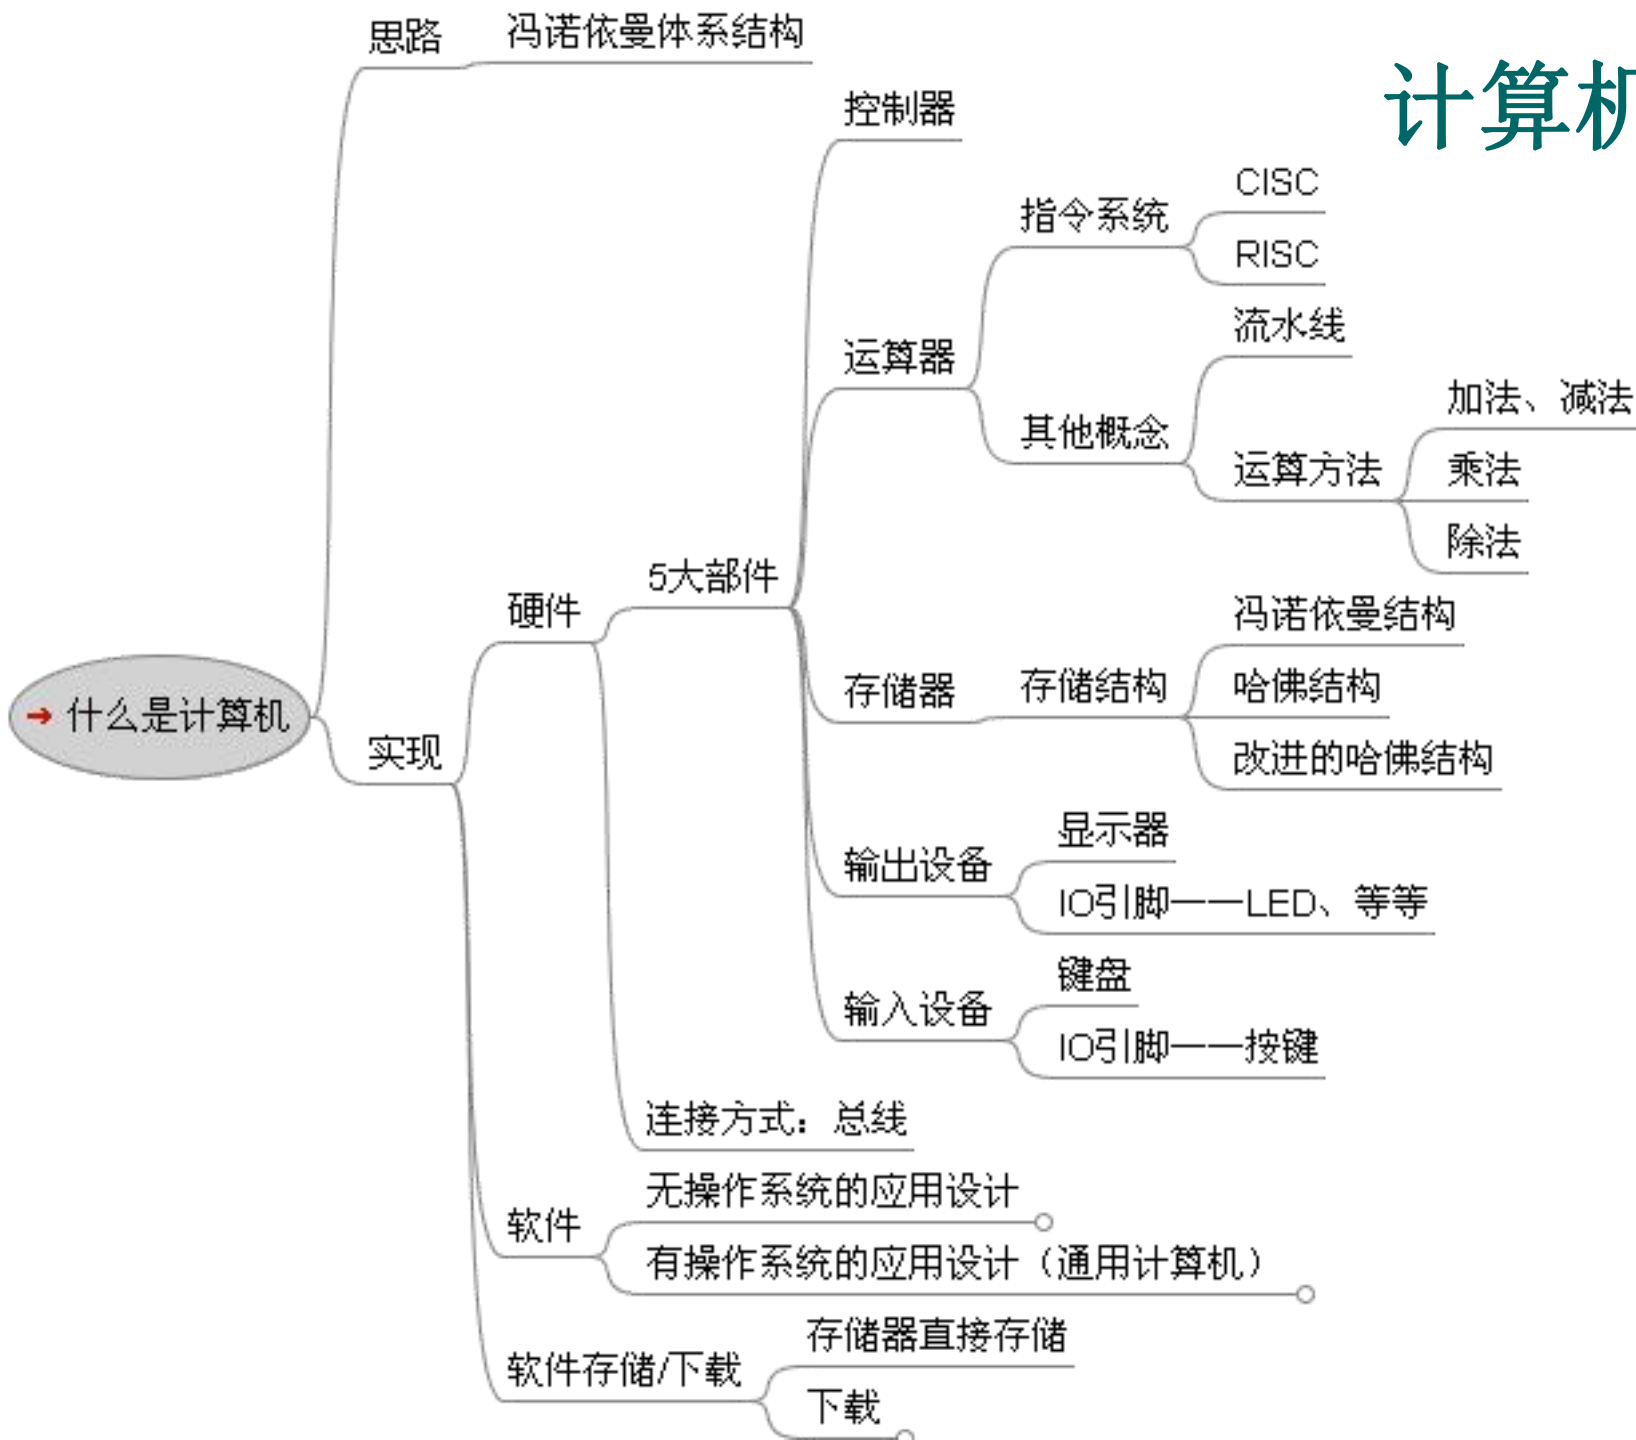 计算机
什么是计算机
思路
冯诺依曼体系结构
实现
硬件
5大部件
控制器
运算器
指令系统
CISC
RISC
其他概念
流水线
运算方法
加法、减法
乘法
除法
存储器
存储结构
冯诺依曼结构
哈佛结构
改进的哈佛结构
输出设备
显示器
IO引脚——LED、等等
输入设备
键盘
IO引脚——按键
连接方式：总线
软件
无操作系统的应用设计
有操作系统的应用设计（通用计算机）
软件存储/下载
存储器直接存储
下载